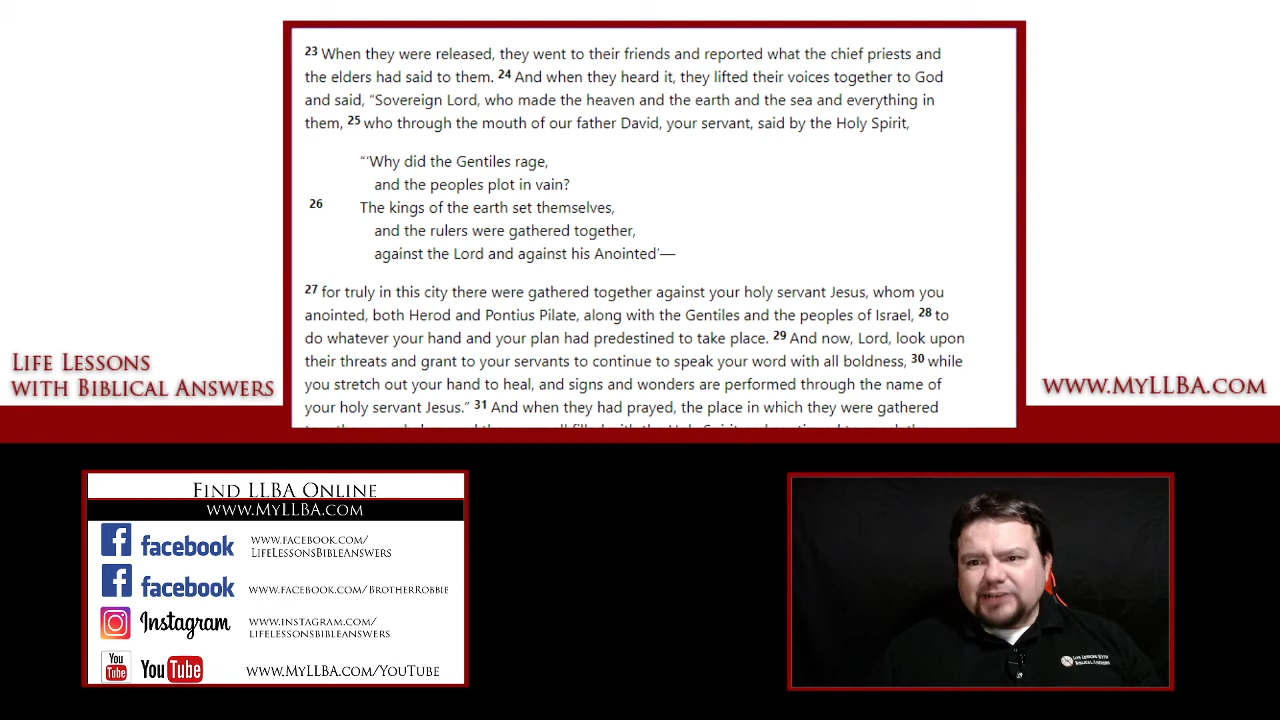 23 When they were released, they went to their friends and reported what the chief priests and
the elders had said to them. 24 And when they heard it, they lifted their voices together to God
and said, “Sovereign Lord, who made the heaven and the earth and the sea and everything in
them, 25 who through the mouth of our father David, your servant, said by the Holy Spirit,
“‘Why did the Gentiles rage,
and the peoples plot in vain?
26 The kings of the earth set themselves,
and the rulers were gathered together,
against the Lord and against his Anointed’—
27 for truly in this city there were gathered together against your holy servant Jesus, whom you
anointed, both Herod and Pontius Pilate, along with the Gentiles and the peoples of Israel, 28 to
do whatever your hand and your plan had predestined to take place. 29 And now, Lord, look upon
their threats and grant to your servants to continue to speak your word with all boldness, 30 while
you stretch out your hand to heal, and signs and wonders are performed through the name of
your holy servant Jesus.” 31 And when they had prayed, the place in which they were gathered
Life Lessons
with Biblical Answers
www.MyLLBA.com
Find LLBA Online
www.MyLLBA.com
facebook www.facebook.com/
LifeLessonsBibleAnswers
facebook www.facebook.com/BrotherRobbie
Instagram www.instagram.com/
lifelessonsbibleanswers
You Tube YouTube www.MyLLBA.com/YouTube
Life Lessons With
Biblical Answers